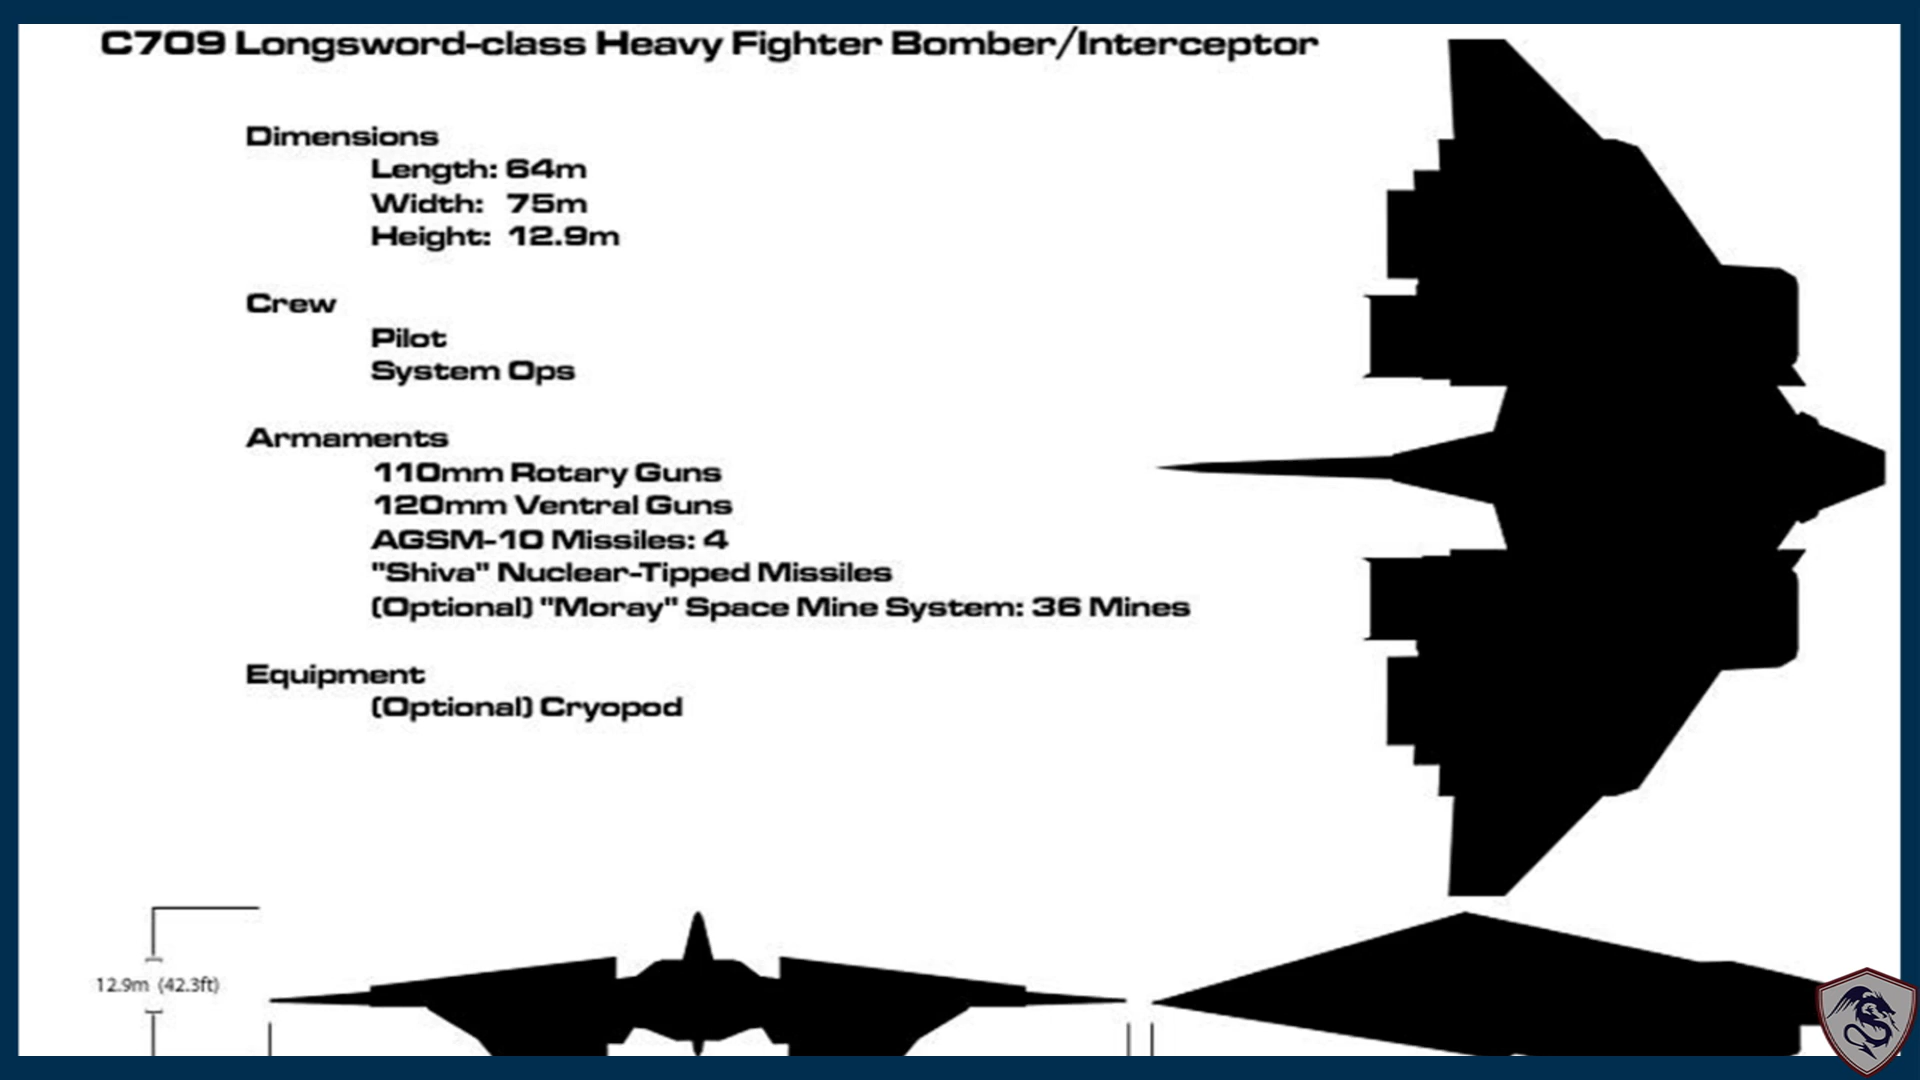 C709 Longsword-class Heavy Fighter Bomber/Interceptor
Dimensions
Length: 64m
Width: 75m
Height: 12.9m
Crew
Pilot
System Ops
Armaments
110mm Rotary Guns
120mm Ventral Guns
AGSM-10 Missiles: 4
"Shiva" Nuclear-Tipped Missiles
(Optional) "Moray" Space Mine System: 36 Mines
Equipment
(Optional) Cryopod
12.9m (42.3ft)